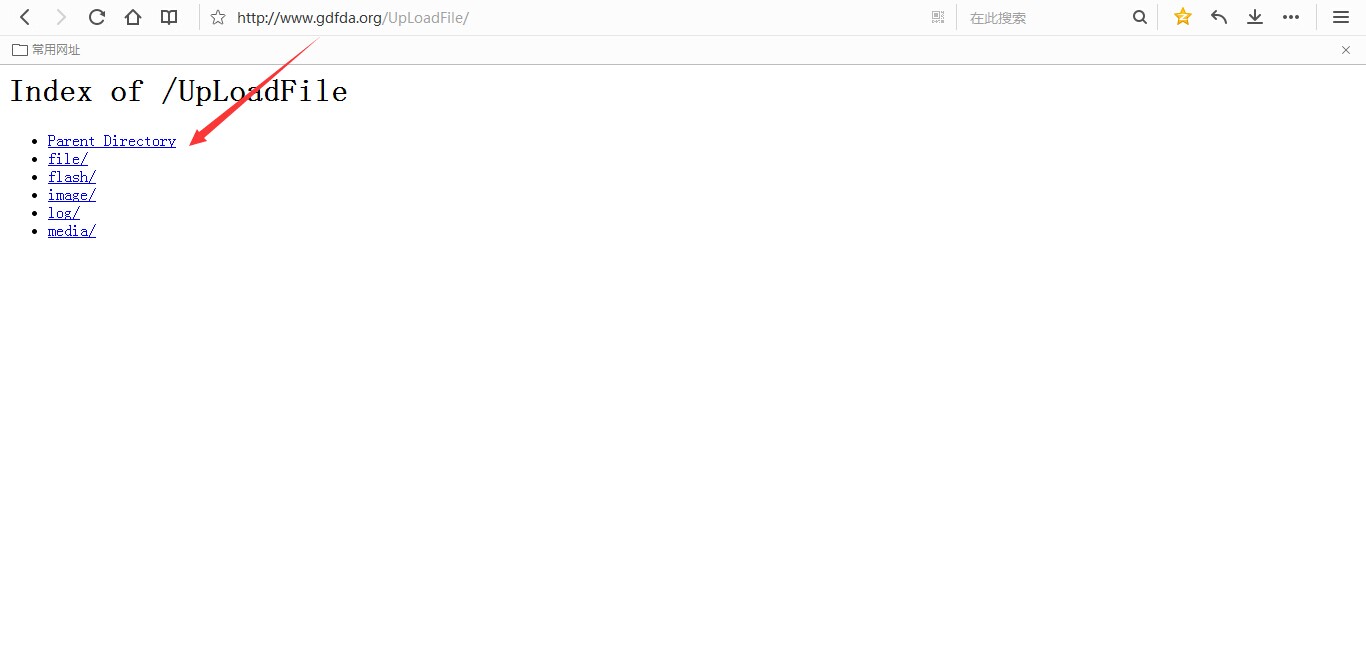 http://www.gdfda.org/UpLoadFile/
在此搜索
常用网址
Index of /UpLoadFile
Parent Directory
file/
flash/
image/
log/
media/